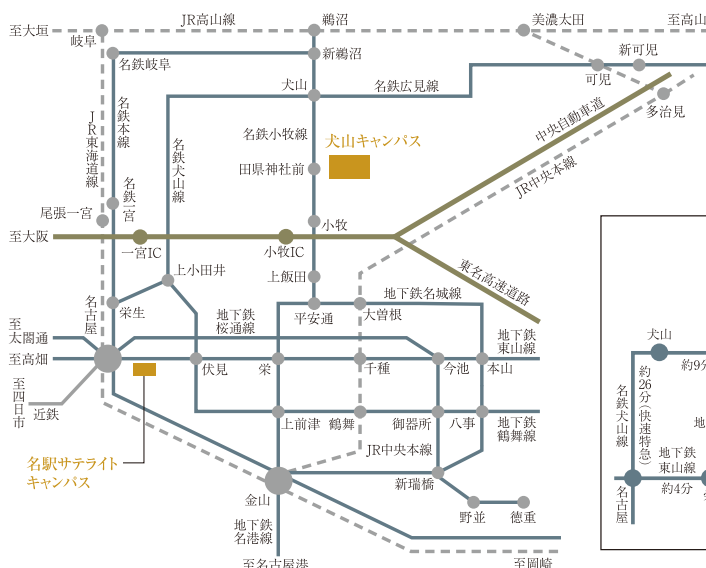 至大垣
岐阜
JR高山線
鵜沼
美濃太田
至高山
名鉄岐阜
新鵜沼
新可児
可児
犬山
名鉄広見線
多治見
JR東海道線
名鉄本線
名鉄犬山線
名鉄小牧線
犬山キャンパス
田県神社前
中央自動車道
JR中央本線
名鉄一宮
尾張一宮
小牧
至大阪
一宮IC
小牧IC
上小田井
上飯田
東名高速道路
名古屋
栄生
平安通
大曽根
地下鉄名城線
至
太閤通
地下鉄
桜通線
地下鉄
東山線
至高畑
伏見
栄
千種
今池
本山
至四日市
近鉄
上前津
鶴舞
御器所
八事
地下鉄
鶴舞線
JR中央本線
名駅サテライト
キャンパス
金山
新瑞橋
野並
徳重
地下鉄
名港線
至名古屋港
至岡崎
犬山
約9分
名鉄犬山線
約26分(快速特急)
地下鉄
東山線
約4分
名古屋